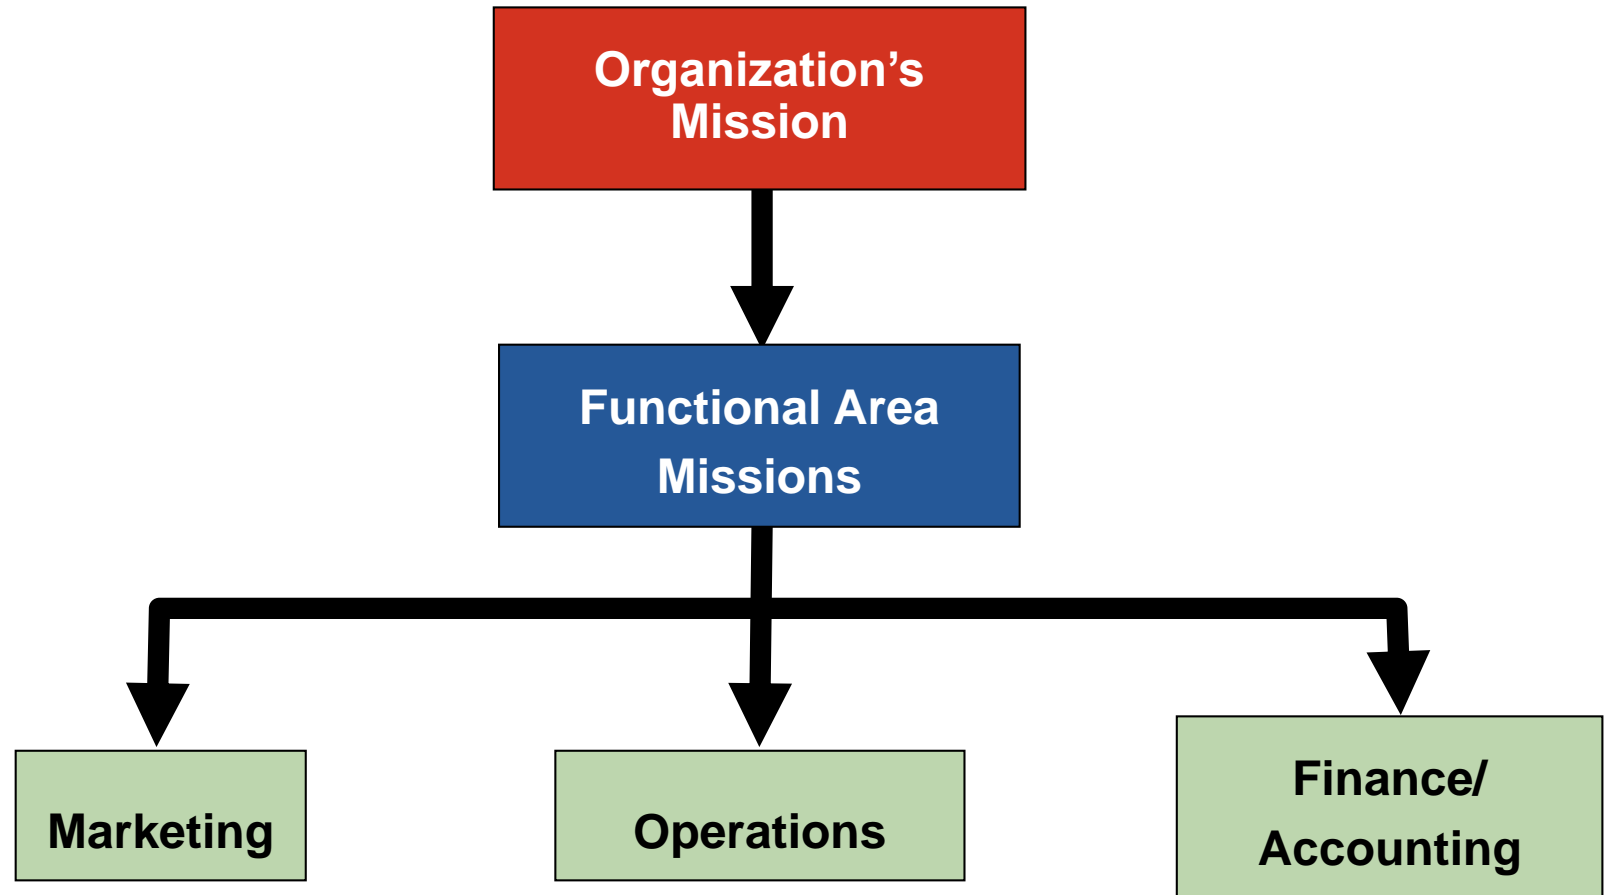 Organization’s
Mission
Functional Area
Missions
Marketing
Operations
Finance/
Accounting